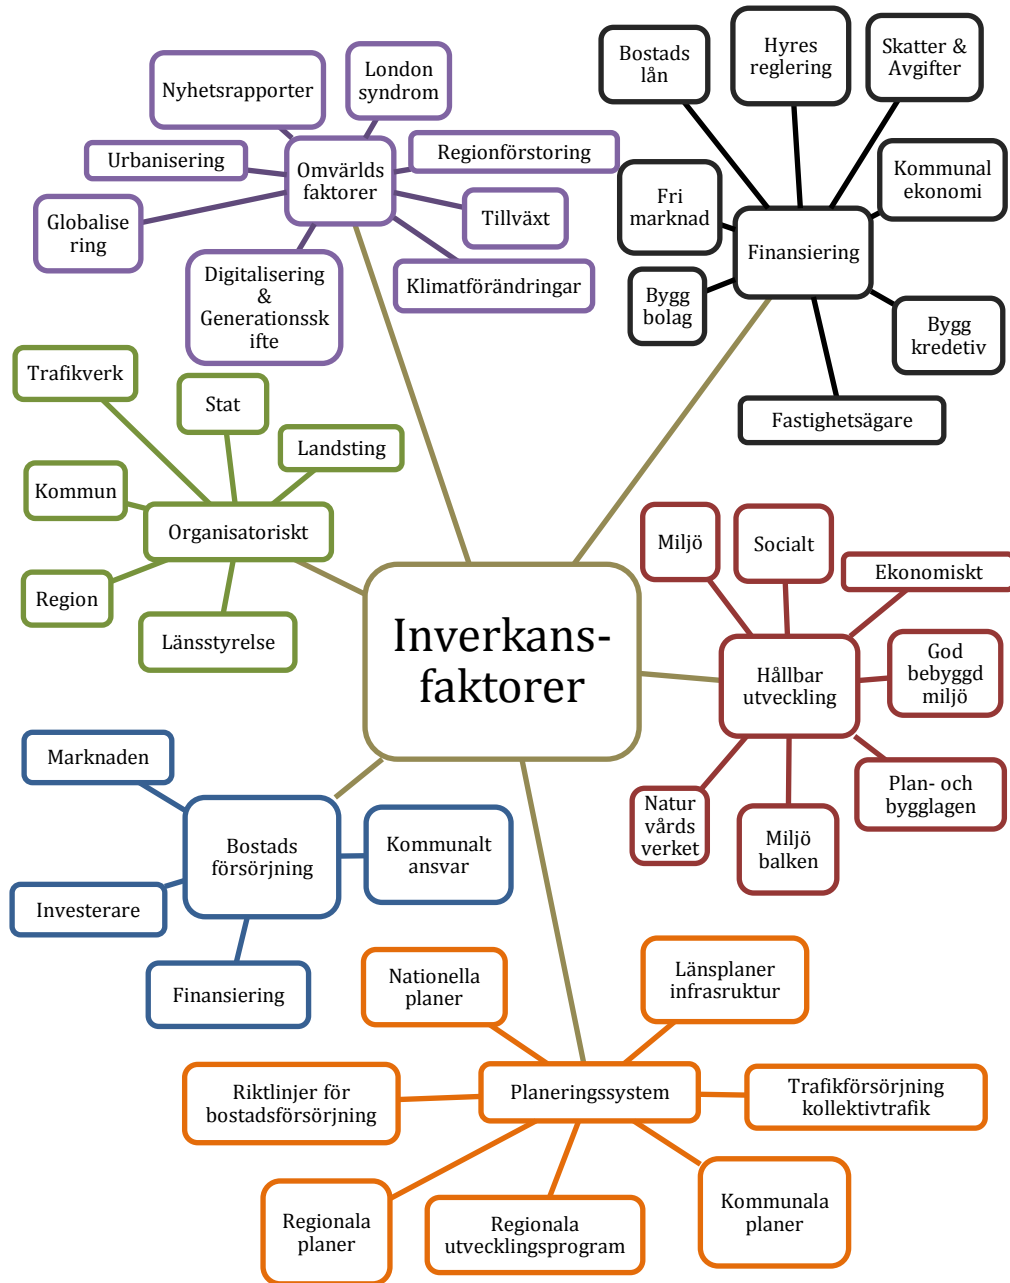 Nyhetsrapporter
London
syndrom
Urbanisering
Omvärlds
faktorer
Regionförstoring
Globalise
ring
Tillväxt
Digitalisering
&
Generationssk
ifte
Klimatförändringar
Bostads
lån
Hyres
reglering
Skatter &
Avgifter
Fri
marknad
Kommunal
ekonomi
Finansiering
Bygg
bolag
Bygg
kredetiv
Fastighetsägare
Trafikverk
Stat
Landsting
Kommun
Organisatoriskt
Region
Länsstyrelse
Inverkans-
faktorer
Miljö
Socialt
Ekonomiskt
Hållbar
utveckling
God
bebyggd
miljö
Natur
vårds
verket
Miljö
balken
Plan- och
bygglagen
Marknaden
Bostads
försörjning
Kommunalt
ansvar
Investerare
Finansiering
Nationella
planer
Länsplaner
infrasruktur
Riktlinjer för
bostadsförsörjning
Planeringssystem
Trafikförsörjning
kollektivtrafik
Regionala
planer
Regionala
utvecklingsprogram
Kommunala
planer